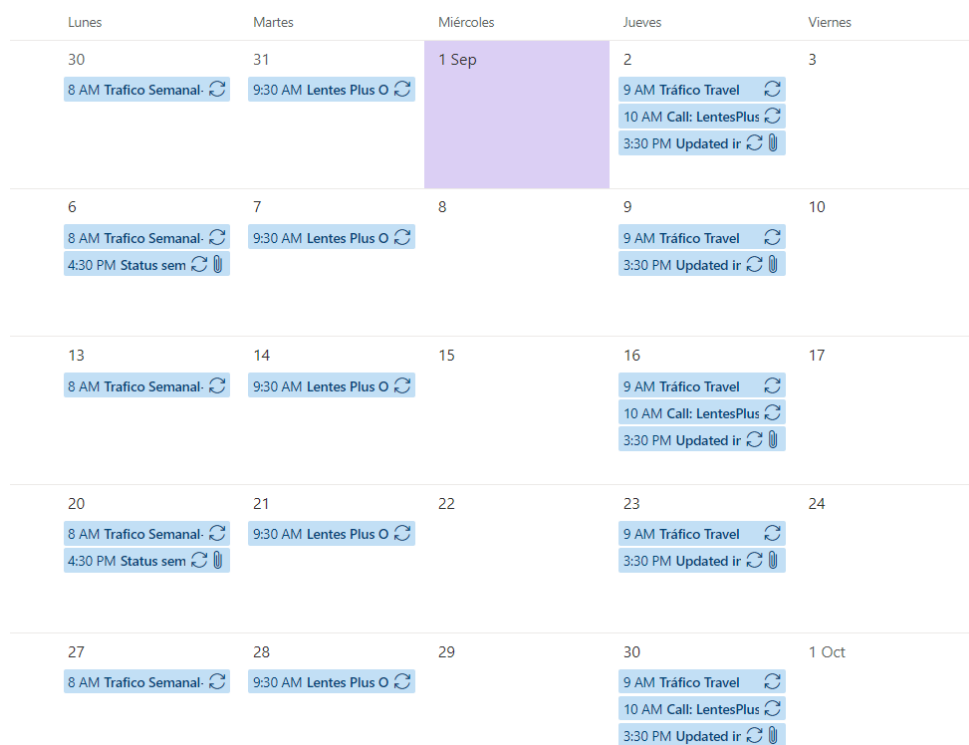 Lunes Martes Miércoles Jueves Viernes
30 31 1 Sep 2 3
8 AM Trafico Semanal- 9:30 AM Lentes Plus O 9 AM Tráfico Travel
10 AM Call: LentesPlus
3:30 PM Updated in
6 7 8 9 10
8 AM Trafico Semanal- 9:30 AM Lentes Plus O 9 AM Tráfico Travel
4:30 PM Status sem 3:30 PM Updated in
13 14 15 16 17
8 AM Trafico Semanal- 9:30 AM Lentes Plus O 9 AM Tráfico Travel
10 AM Call: LentesPlus
3:30 PM Updated in
20 21 22 23 24
8 AM Trafico Semanal- 9:30 AM Lentes Plus O 9 AM Tráfico Travel
4:30 PM Status sem 3:30 PM Updated in
27 28 29 30 1 Oct
8 AM Trafico Semanal- 9:30 AM Lentes Plus O 9 AM Tráfico Travel
10 AM Call: LentesPlus
3:30 PM Updated in